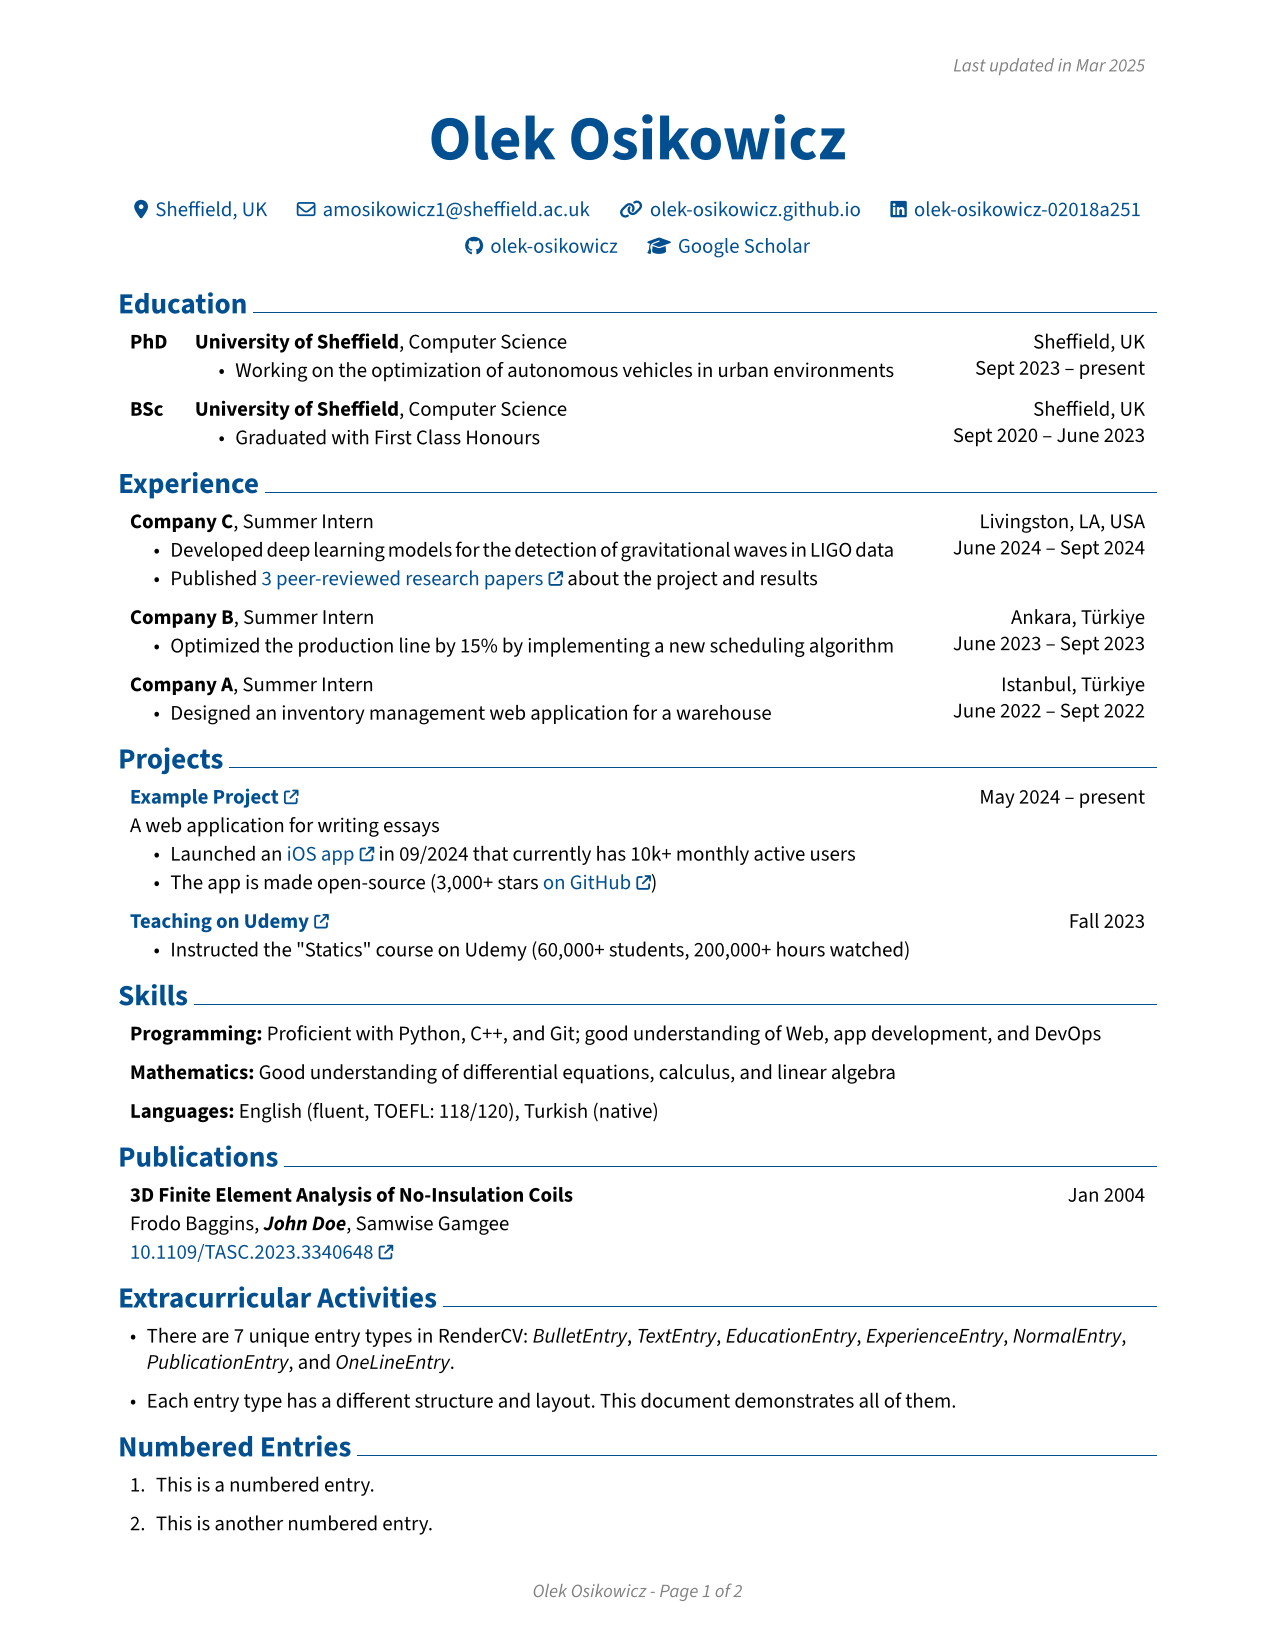 Last updated in Mar 2025
Olek Osikowicz
Sheffield, UK amosikowicz1@sheffield.ac.uk olek-osikowicz.github.io olek-osikowicz-02018a251
olek-osikowicz Google Scholar
Education
PhD University of Sheffield, Computer Science Sheffield, UK
• Working on the optimization of autonomous vehicles in urban environments Sept 2023 – present
BSc University of Sheffield, Computer Science Sheffield, UK
• Graduated with First Class Honours Sept 2020 – June 2023
Experience
Company C, Summer Intern Livingston, LA, USA
• Developed deep learning models for the detection of gravitational waves in LIGO data June 2024 – Sept 2024
• Published 3 peer-reviewed research papers about the project and results
Company B, Summer Intern Ankara, Türkiye
• Optimized the production line by 15% by implementing a new scheduling algorithm June 2023 – Sept 2023
Company A, Summer Intern Istanbul, Türkiye
• Designed an inventory management web application for a warehouse June 2022 – Sept 2022
Projects
Example Project May 2024 – present
A web application for writing essays
• Launched an iOS app in 09/2024 that currently has 10k+ monthly active users
• The app is made open-source (3,000+ stars on GitHub)
Teaching on Udemy Fall 2023
• Instructed the "Statics" course on Udemy (60,000+ students, 200,000+ hours watched)
Skills
Programming: Proficient with Python, C++, and Git; good understanding of Web, app development, and DevOps
Mathematics: Good understanding of differential equations, calculus, and linear algebra
Languages: English (fluent, TOEFL: 118/120), Turkish (native)
Publications
3D Finite Element Analysis of No-Insulation Coils Jan 2004
Frodo Baggins, John Doe, Samwise Gamgee
10.1109/TASC.2023.3340648
Extracurricular Activities
• There are 7 unique entry types in RenderCV: BulletEntry, TextEntry, EducationEntry, ExperienceEntry, NormalEntry,
PublicationEntry, and OneLineEntry.
• Each entry type has a different structure and layout. This document demonstrates all of them.
Numbered Entries
1. This is a numbered entry.
2. This is another numbered entry.
Olek Osikowicz - Page 1 of 2